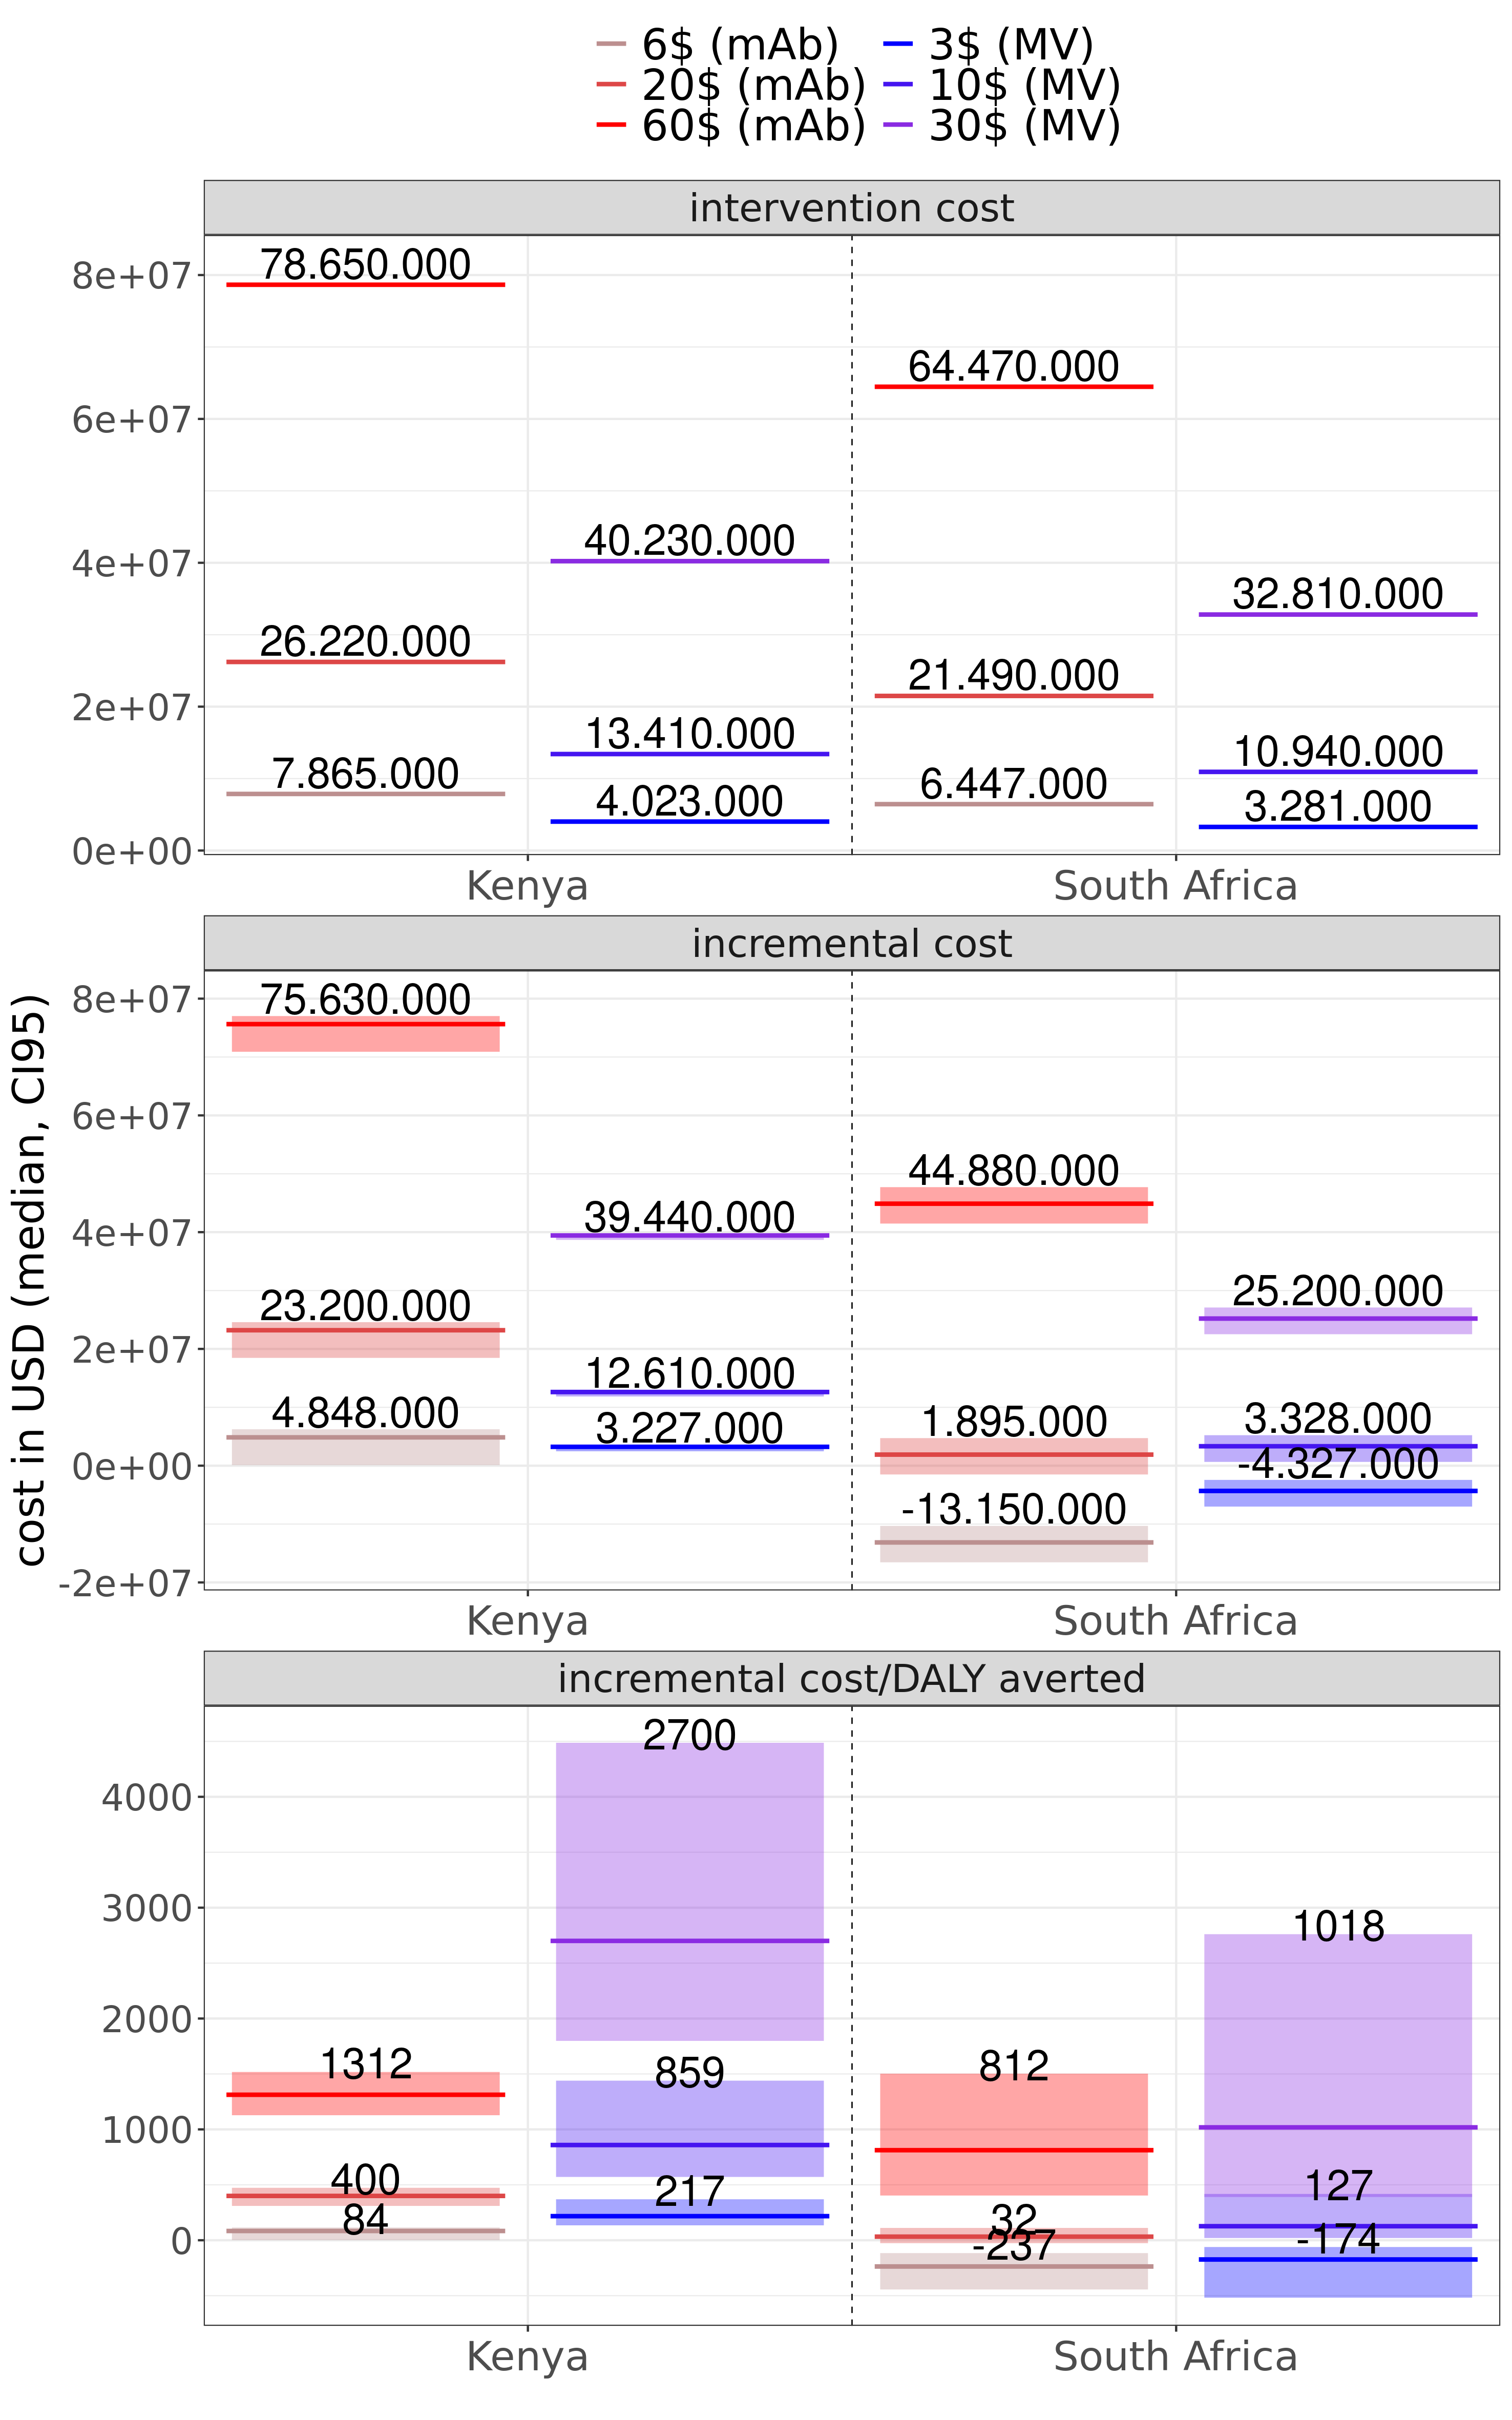 6$ (mAb) 3$ (MV)
20$ (mAb) 10$ (MV)
60$ (mAb) 30$ (MV)
intervention cost
8e+07
6e+07
4e+07
2e+07
0e+00
78.650.000
64.470.000
40.230.000
32.810.000
26.220.000
21.490.000
13.410.000
10.940.000
7.865.000
6.447.000
4.023.000
3.281.000
Kenya South Africa
cost in USD (median, CI95)
incremental cost
8e+07
6e+07
4e+07
2e+07
0e+00
-2e+07
75.630.000
44.880.000
39.440.000
25.200.000
23.200.000
12.610.000
4.848.000
3.227.000
1.895.000
3.328.000
-4.327.000
-13.150.000
Kenya South Africa
incremental cost/DALY averted
4000
3000
2000
1000
0
2700
1018
1312
859
812
400
217
127
84
32
-237
-174
Kenya South Africa